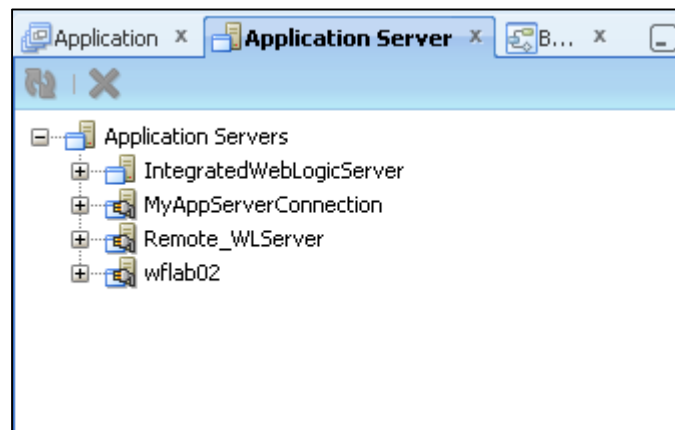 Application x Application Server x B... x
Application Servers
IntegratedWebLogicServer
MyAppServerConnection
Remote_WLServer
wflab02